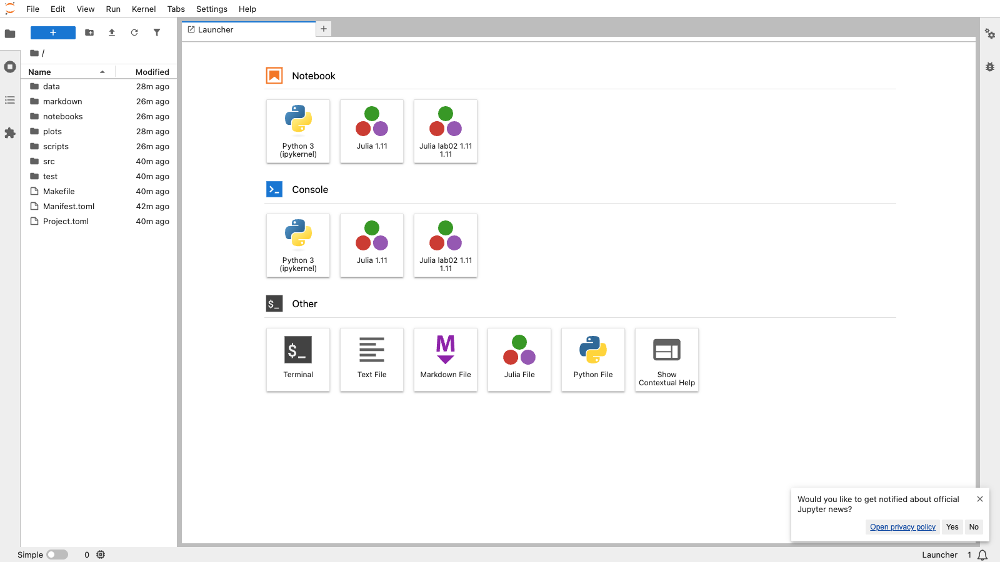 File Edit View Run Kernel Tabs Settings Help
/
Name Modified
data 28m ago
markdown 26m ago
notebooks 26m ago
plots 28m ago
scripts 26m ago
src 40m ago
test 40m ago
Makefile 40m ago
Manifest.toml 42m ago
Project.toml 40m ago
Launcher
Notebook
Python 3
(ipykernel)
Julia 1.11
Julia lab02 1.11
1.11
Console
Python 3
(ipykernel)
Julia 1.11
Julia lab02 1.11
1.11
$_ Other
$_
Terminal
Text File
M
Markdown File
Julia File
Python File
Show
Contextual Help
Would you like to get notified about official
Jupyter news?
Open privacy policy Yes No
Simple 0 Launcher 1